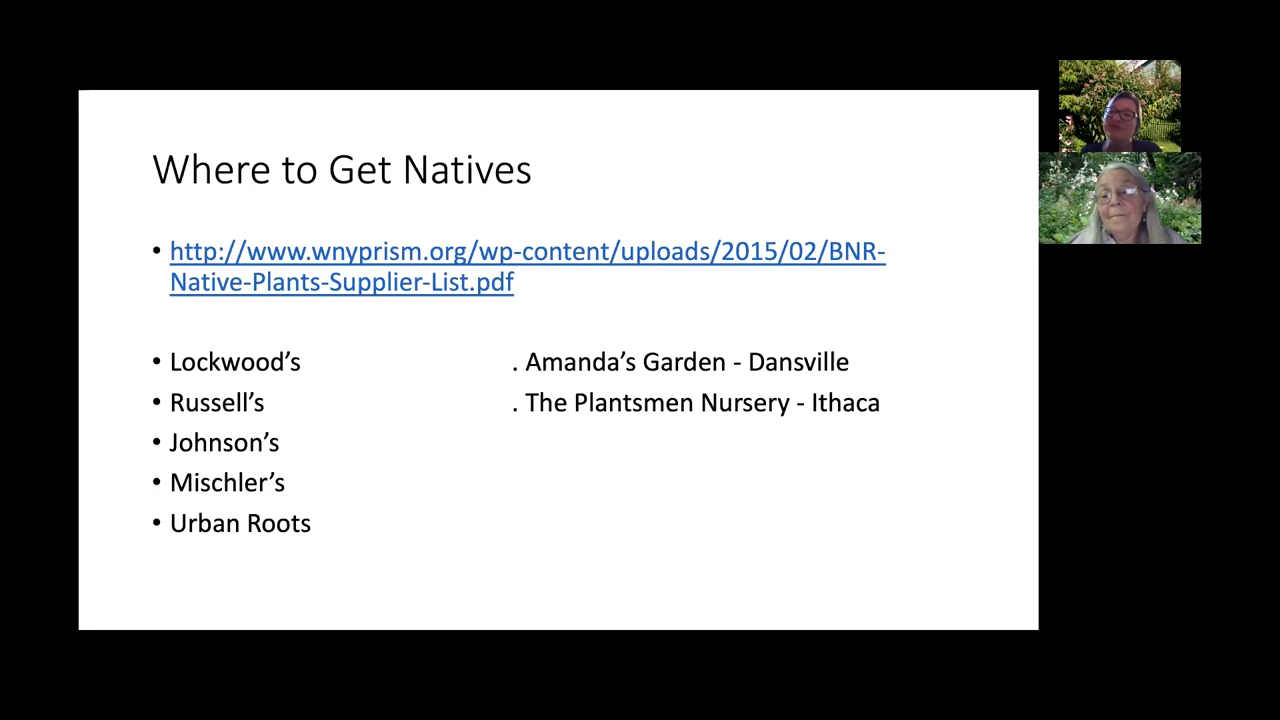 Where to Get Natives
• http://www.wnyprism.org/wp-content/uploads/2015/02/BNR-
Native-Plants-Supplier-List.pdf
• Lockwood’s . Amanda’s Garden - Dansville
• Russell’s . The Plantsmen Nursery - Ithaca
• Johnson’s
• Mischler’s
• Urban Roots